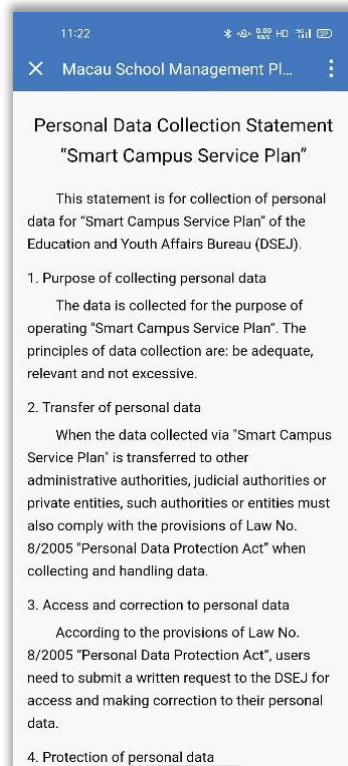 11:22
0.00 KB/S HD
Macau School Management Pl...
Personal Data Collection Statement
“Smart Campus Service Plan”
This statement is for collection of personal
data for “Smart Campus Service Plan” of the
Education and Youth Affairs Bureau (DSEJ).
1. Purpose of collecting personal data
The data is collected for the purpose of
operating "Smart Campus Service Plan". The
principles of data collection are: be adequate,
relevant and not excessive.
2. Transfer of personal data
When the data collected via "Smart Campus
Service Plan" is transferred to other
administrative authorities, judicial authorities or
private entities, such authorities or entities must
also comply with the provisions of Law No.
8/2005 "Personal Data Protection Act” when
collecting and handling data.
3. Access and correction to personal data
According to the provisions of Law No.
8/2005 “Personal Data Protection Act”, users
need to submit a written request to the DSEJ for
access and making correction to their personal
data.
4. Protection of personal data